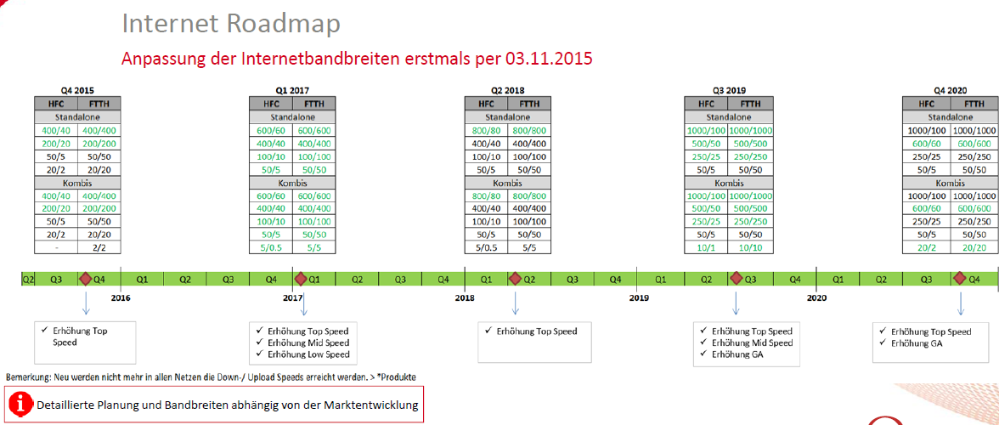 Internet Roadmap
Anpassung der Internetbandbreiten erstmals per 03.11.2015
Q4 2015
HFC FTTH
Standalone
400/40 400/400
200/20 200/200
50/5 50/50
20/2 20/20
Kombis
400/40 400/400
200/20 200/200
50/5 50/50
20/2 20/20
- 2/2
Q1 2017
HFC FTTH
Standalone
600/60 600/600
400/40 400/400
100/10 100/100
50/5 50/50
Kombis
600/60 600/600
400/40 400/400
100/10 100/100
50/5 50/50
5/0.5 5/5
Q2 2018
HFC FTTH
Standalone
800/80 800/800
400/40 400/400
100/10 100/100
50/5 50/50
Kombis
800/80 800/800
400/40 400/400
100/10 100/100
50/5 50/50
5/0.5 5/5
Q3 2019
HFC FTTH
Standalone
1000/100 1000/1000
500/50 500/500
250/25 250/250
50/5 50/50
Kombis
1000/100 1000/1000
500/50 500/500
250/25 250/250
50/5 50/50
10/1 10/10
Q4 2020
HFC FTTH
Standalone
1000/100 1000/1000
600/60 600/600
250/25 250/250
50/5 50/50
Kombis
1000/100 1000/1000
600/60 600/600
250/25 250/250
50/5 50/50
20/2 20/20
Q2 Q3 Q4 Q1 Q2 Q3 Q4 Q1 Q2 Q3 Q4 Q1 Q2 Q3 Q4 Q1 Q2 Q3 Q4 Q1 Q2 Q3 Q4
2016 2017 2018 2019 2020
✓ Erhöhung Top
Speed
✓ Erhöhung Top Speed
✓ Erhöhung Mid Speed
✓ Erhöhung Low Speed
✓ Erhöhung Top Speed
✓ Erhöhung Top Speed
✓ Erhöhung Mid Speed
✓ Erhöhung GA
✓ Erhöhung Top Speed
✓ Erhöhung GA
Bemerkung: Neu werden nicht mehr in allen Netzen die Down-/ Upload Speeds erreicht werden. > *Produkte
i Detaillierte Planung und Bandbreiten abhängig von der Marktentwicklung